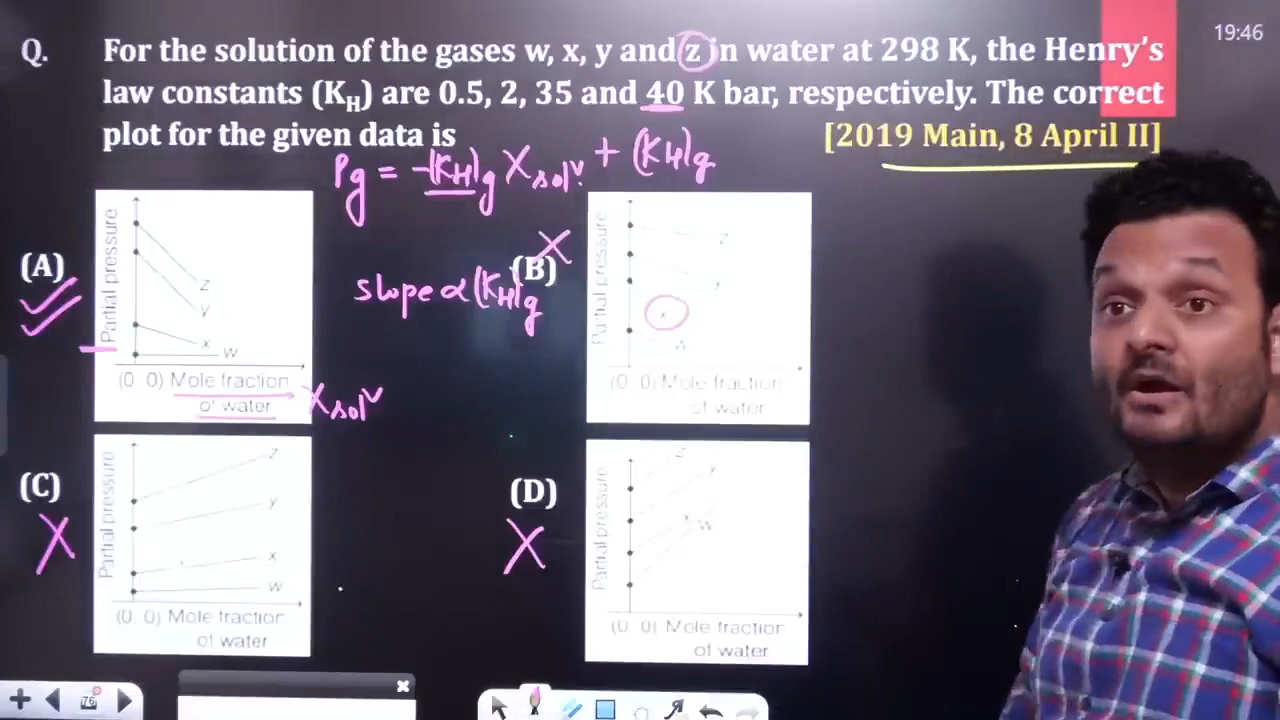 19:46
Q. For the solution of the gases w, x, y and z in water at 298 K, the Henry's
law constants (K_H) are 0.5, 2, 35 and 40 K bar, respectively. The correct
plot for the given data is [2019 Main, 8 April II]
Pg = -(KH)g Xsolv. + (KH)g
(A)
Partial pressure
Z
Y
X
W
(0 0) Mole fraction
of water
Xsolv
slope α (KH)g
(B)
Partial pressure
Z
Y
x
(0 0) Mole fraction
of water
(C)
Partial pressure
Z
Y
X
W
(0 0) Mole fraction
of water
(D)
Partial pressure
Z
Y
x
W
(0 0) Mole fraction
of water
76